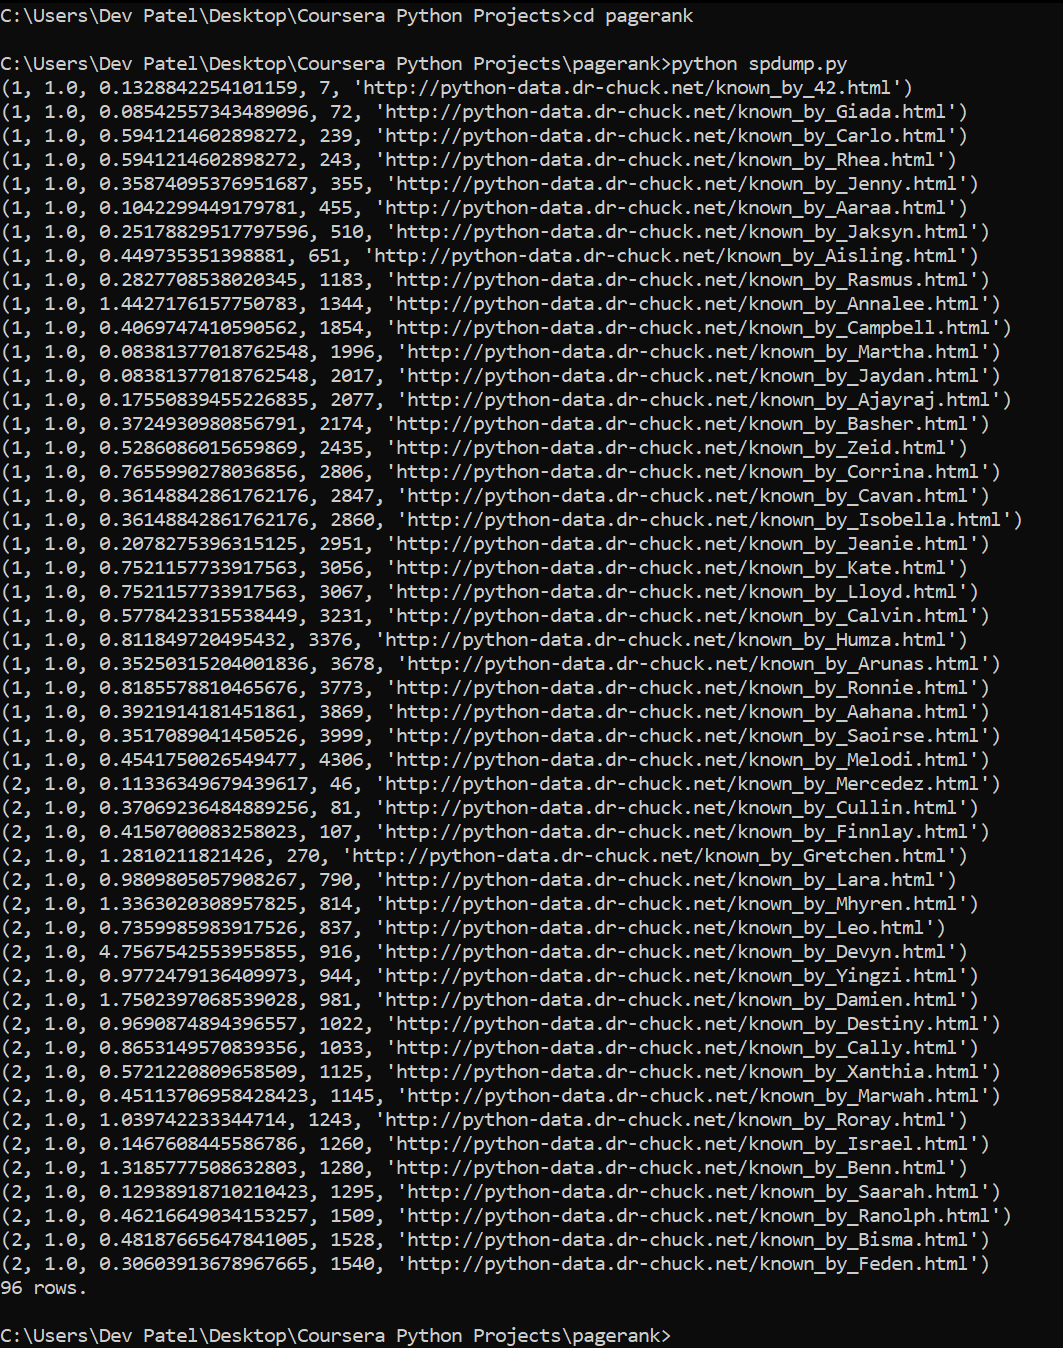 C:\Users\Dev Patel\Desktop\Coursera Python Projects>cd pagerank
C:\Users\Dev Patel\Desktop\Coursera Python Projects\pagerank>python spdump.py
(1, 1.0, 0.1328842254101159, 7, 'http://python-data.dr-chuck.net/known_by_42.html')
(1, 1.0, 0.08542557343489096, 72, 'http://python-data.dr-chuck.net/known_by_Giada.html')
(1, 1.0, 0.5941214602898272, 239, 'http://python-data.dr-chuck.net/known_by_Carlo.html')
(1, 1.0, 0.5941214602898272, 243, 'http://python-data.dr-chuck.net/known_by_Rhea.html')
(1, 1.0, 0.35874095376951687, 355, 'http://python-data.dr-chuck.net/known_by_Jenny.html')
(1, 1.0, 0.1042299449179781, 455, 'http://python-data.dr-chuck.net/known_by_Aaraa.html')
(1, 1.0, 0.25178829517797596, 510, 'http://python-data.dr-chuck.net/known_by_Jaksyn.html')
(1, 1.0, 0.449735351398881, 651, 'http://python-data.dr-chuck.net/known_by_Aisling.html')
(1, 1.0, 0.2827708538020345, 1183, 'http://python-data.dr-chuck.net/known_by_Rasmus.html')
(1, 1.0, 1.4427176157750783, 1344, 'http://python-data.dr-chuck.net/known_by_Annalee.html')
(1, 1.0, 0.4069747410590562, 1854, 'http://python-data.dr-chuck.net/known_by_Campbell.html')
(1, 1.0, 0.08381377018762548, 1996, 'http://python-data.dr-chuck.net/known_by_Martha.html')
(1, 1.0, 0.08381377018762548, 2017, 'http://python-data.dr-chuck.net/known_by_Jaydan.html')
(1, 1.0, 0.17550839455226835, 2077, 'http://python-data.dr-chuck.net/known_by_Ajayraj.html')
(1, 1.0, 0.3724930980856791, 2174, 'http://python-data.dr-chuck.net/known_by_Basher.html')
(1, 1.0, 0.5286086015659869, 2435, 'http://python-data.dr-chuck.net/known_by_Zeid.html')
(1, 1.0, 0.7655990278036856, 2806, 'http://python-data.dr-chuck.net/known_by_Corrina.html')
(1, 1.0, 0.36148842861762176, 2847, 'http://python-data.dr-chuck.net/known_by_Cavan.html')
(1, 1.0, 0.36148842861762176, 2860, 'http://python-data.dr-chuck.net/known_by_Isobella.html')
(1, 1.0, 0.2078275396315125, 2951, 'http://python-data.dr-chuck.net/known_by_Jeanie.html')
(1, 1.0, 0.7521157733917563, 3056, 'http://python-data.dr-chuck.net/known_by_Kate.html')
(1, 1.0, 0.7521157733917563, 3067, 'http://python-data.dr-chuck.net/known_by_Lloyd.html')
(1, 1.0, 0.5778423315538449, 3231, 'http://python-data.dr-chuck.net/known_by_Calvin.html')
(1, 1.0, 0.811849720495432, 3376, 'http://python-data.dr-chuck.net/known_by_Humza.html')
(1, 1.0, 0.35250315204001836, 3678, 'http://python-data.dr-chuck.net/known_by_Arunas.html')
(1, 1.0, 0.8185578810465676, 3773, 'http://python-data.dr-chuck.net/known_by_Ronnie.html')
(1, 1.0, 0.3921914181451861, 3869, 'http://python-data.dr-chuck.net/known_by_Aahana.html')
(1, 1.0, 0.3517089041450526, 3999, 'http://python-data.dr-chuck.net/known_by_Saoirse.html')
(1, 1.0, 0.4541750026549477, 4306, 'http://python-data.dr-chuck.net/known_by_Melodi.html')
(2, 1.0, 0.11336349679439617, 46, 'http://python-data.dr-chuck.net/known_by_Mercedez.html')
(2, 1.0, 0.37069236484889256, 81, 'http://python-data.dr-chuck.net/known_by_Cullin.html')
(2, 1.0, 0.4150700083258023, 107, 'http://python-data.dr-chuck.net/known_by_Finnlay.html')
(2, 1.0, 1.2810211821426, 270, 'http://python-data.dr-chuck.net/known_by_Gretchen.html')
(2, 1.0, 0.9809805057908267, 790, 'http://python-data.dr-chuck.net/known_by_Lara.html')
(2, 1.0, 1.3363020308957825, 814, 'http://python-data.dr-chuck.net/known_by_Mhyren.html')
(2, 1.0, 0.7359985983917526, 837, 'http://python-data.dr-chuck.net/known_by_Leo.html')
(2, 1.0, 4.7567542553955855, 916, 'http://python-data.dr-chuck.net/known_by_Devyn.html')
(2, 1.0, 0.9772479136409973, 944, 'http://python-data.dr-chuck.net/known_by_Yingzi.html')
(2, 1.0, 1.7502397068539028, 981, 'http://python-data.dr-chuck.net/known_by_Damien.html')
(2, 1.0, 0.9690874894396557, 1022, 'http://python-data.dr-chuck.net/known_by_Destiny.html')
(2, 1.0, 0.8653149570839356, 1033, 'http://python-data.dr-chuck.net/known_by_Cally.html')
(2, 1.0, 0.5721220809658509, 1125, 'http://python-data.dr-chuck.net/known_by_Xanthia.html')
(2, 1.0, 0.45113706958428423, 1145, 'http://python-data.dr-chuck.net/known_by_Marwah.html')
(2, 1.0, 1.039742233344714, 1243, 'http://python-data.dr-chuck.net/known_by_Roray.html')
(2, 1.0, 0.1467608445586786, 1260, 'http://python-data.dr-chuck.net/known_by_Israel.html')
(2, 1.0, 1.3185777508632803, 1280, 'http://python-data.dr-chuck.net/known_by_Benn.html')
(2, 1.0, 0.12938918710210423, 1295, 'http://python-data.dr-chuck.net/known_by_Saarah.html')
(2, 1.0, 0.46216649034153257, 1509, 'http://python-data.dr-chuck.net/known_by_Ranolph.html')
(2, 1.0, 0.48187665647841005, 1528, 'http://python-data.dr-chuck.net/known_by_Bisma.html')
(2, 1.0, 0.30603913678967665, 1540, 'http://python-data.dr-chuck.net/known_by_Feden.html')
96 rows.
C:\Users\Dev Patel\Desktop\Coursera Python Projects\pagerank>